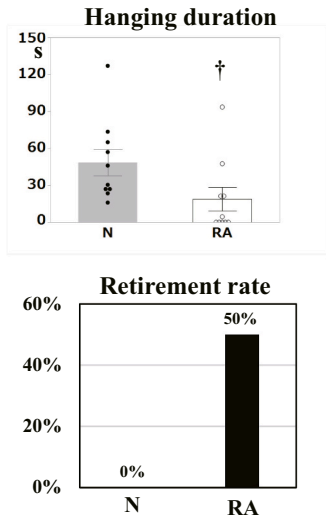 Hanging duration
150
s
120
†
90
60
30
0
N RA
Retirement rate
60%
50%
40%
20%
0%
0%
N RA